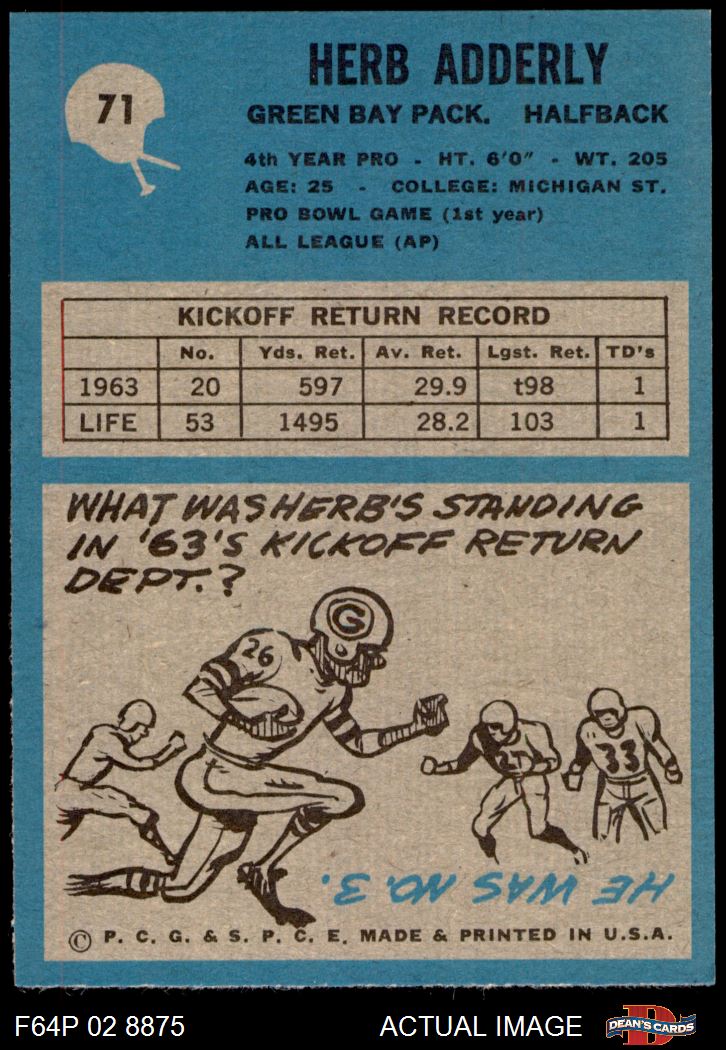 71
HERB ADDERLY
GREEN BAY PACK. HALFBACK
4th YEAR PRO - HT. 6'0" - WT. 205
AGE: 25 - COLLEGE: MICHIGAN ST.
PRO BOWL GAME (1st year)
ALL LEAGUE (AP)
KICKOFF RETURN RECORD
No. Yds. Ret. Av. Ret. Lgst. Ret. TD's
1963 20 597 29.9 t98 1
LIFE 53 1495 28.2 103 1
WHAT WAS HERB'S STANDING
IN '63'S KICKOFF RETURN
DEPT.?
G
26
27
33
HE WAS NO. 3.
© P. C. G. & S. P. C. E. MADE & PRINTED IN U.S.A.
F64P 02 8875 ACTUAL IMAGE
D
DEAN'S CARDS